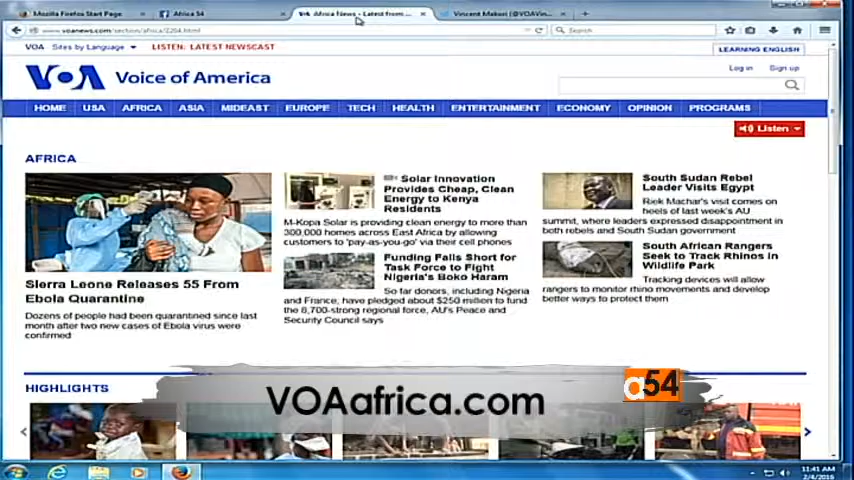 Mozilla Firefox Start Page
Africa 54
Africa News - Latest from ...
Vincent Makori (@VOAVin...
www.voanews.com/section/africa/2204.html
Search
VOA Sites by Language
LISTEN: LATEST NEWSCAST
LEARNING ENGLISH
VOA Voice of America
Log in Sign up
HOME USA AFRICA ASIA MIDEAST EUROPE TECH HEALTH ENTERTAINMENT ECONOMY OPINION PROGRAMS
Listen
AFRICA
Sierra Leone Releases 55 From
Ebola Quarantine
Dozens of people had been quarantined since last
month after two new cases of Ebola virus were
confirmed
Solar Innovation
Provides Cheap, Clean
Energy to Kenya
Residents
M-Kopa Solar is providing clean energy to more than
300,000 homes across East Africa by allowing
customers to 'pay-as-you-go' via their cell phones
Funding Falls Short for
Task Force to Fight
Nigeria's Boko Haram
So far donors, including Nigeria
and France, have pledged about $250 million to fund
the 8,700-strong regional force, AU's Peace and
Security Council says
South Sudan Rebel
Leader Visits Egypt
Riek Machar's visit comes on
heels of last week's AU
summit, where leaders expressed disappointment in
both rebels and South Sudan government
South African Rangers
Seek to Track Rhinos in
Wildlife Park
Tracking devices will allow
rangers to monitor rhino movements and develop
better ways to protect them
HIGHLIGHTS
VOAafrica.com
a54
11:41 AM
2/4/2016